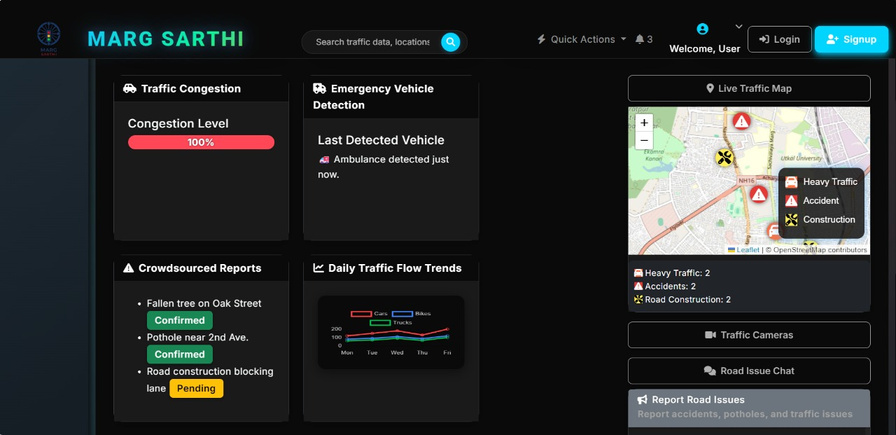 MARG SARTHI
MARG SARTHI
Search traffic data, locations
Quick Actions
3
Welcome, User
Login
Signup
Traffic Congestion
Congestion Level
100%
Emergency Vehicle
Detection
Last Detected Vehicle
Ambulance detected just
now.
Live Traffic Map
+
−
Utkal University
NH16
Heavy Traffic
Accident
Construction
Leaflet | © OpenStreetMap contributors
Heavy Traffic: 2
Accidents: 2
Road Construction: 2
Crowdsourced Reports
Fallen tree on Oak Street
Confirmed
Pothole near 2nd Ave.
Confirmed
Road construction blocking
lane Pending
Daily Traffic Flow Trends
Cars Bikes
Trucks
200
100
0
Mon Tue Wed Thu Fri
Traffic Cameras
Road Issue Chat
Report Road Issues
Report accidents, potholes, and traffic issues